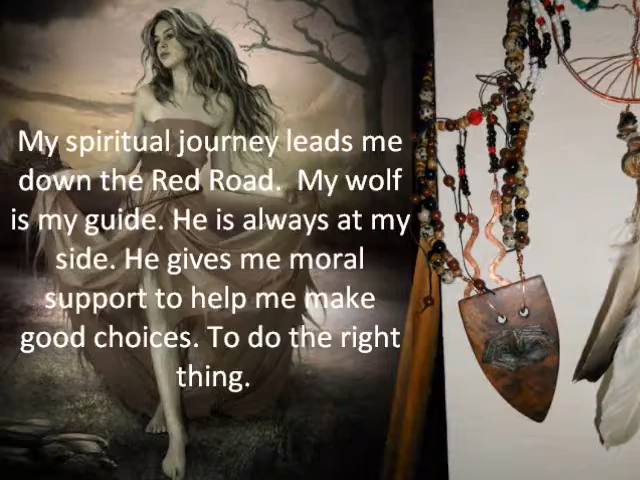 My spiritual journey leads me
down the Red Road.  My wolf
is my guide. He is always at my
side. He gives me moral
support to help me make
good choices. To do the right
thing.